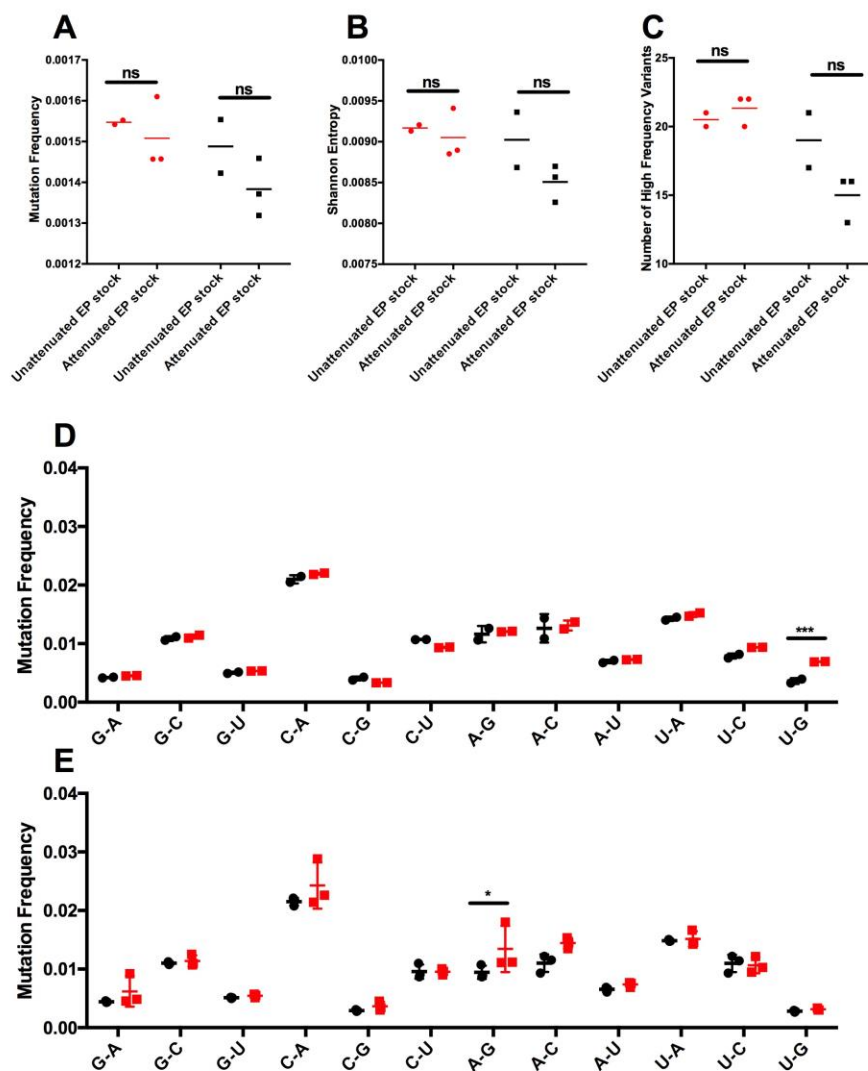 A
Mutation Frequency
0.0017
0.0016
0.0015
0.0014
0.0013
0.0012
ns
ns
Unattenuated EP stock
Attenuated EP stock
Unattenuated EP stock
Attenuated EP stock
B
Shannon Entropy
0.0100
0.0095
0.0090
0.0085
0.0080
0.0075
ns
ns
Unattenuated EP stock
Attenuated EP stock
Unattenuated EP stock
Attenuated EP stock
C
Number of High Frequency Variants
25
20
15
10
ns
ns
Unattenuated EP stock
Attenuated EP stock
Unattenuated EP stock
Attenuated EP stock
D
Mutation Frequency
0.04
0.03
0.02
0.01
0.00
***
G-A
G-C
G-U
C-A
C-G
C-U
A-G
A-C
A-U
U-A
U-C
U-G
E
Mutation Frequency
0.04
0.03
0.02
0.01
0.00
*
G-A
G-C
G-U
C-A
C-G
C-U
A-G
A-C
A-U
U-A
U-C
U-G